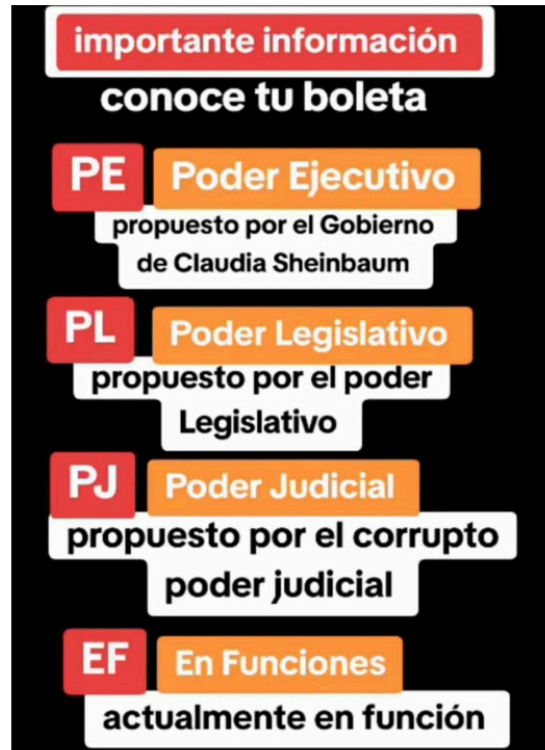 importante información
conoce tu boleta
PE Poder Ejecutivo
propuesto por el Gobierno
de Claudia Sheinbaum
PL Poder Legislativo
propuesto por el poder
Legislativo
PJ Poder Judicial
propuesto por el corrupto
poder judicial
EF En Funciones
actualmente en función